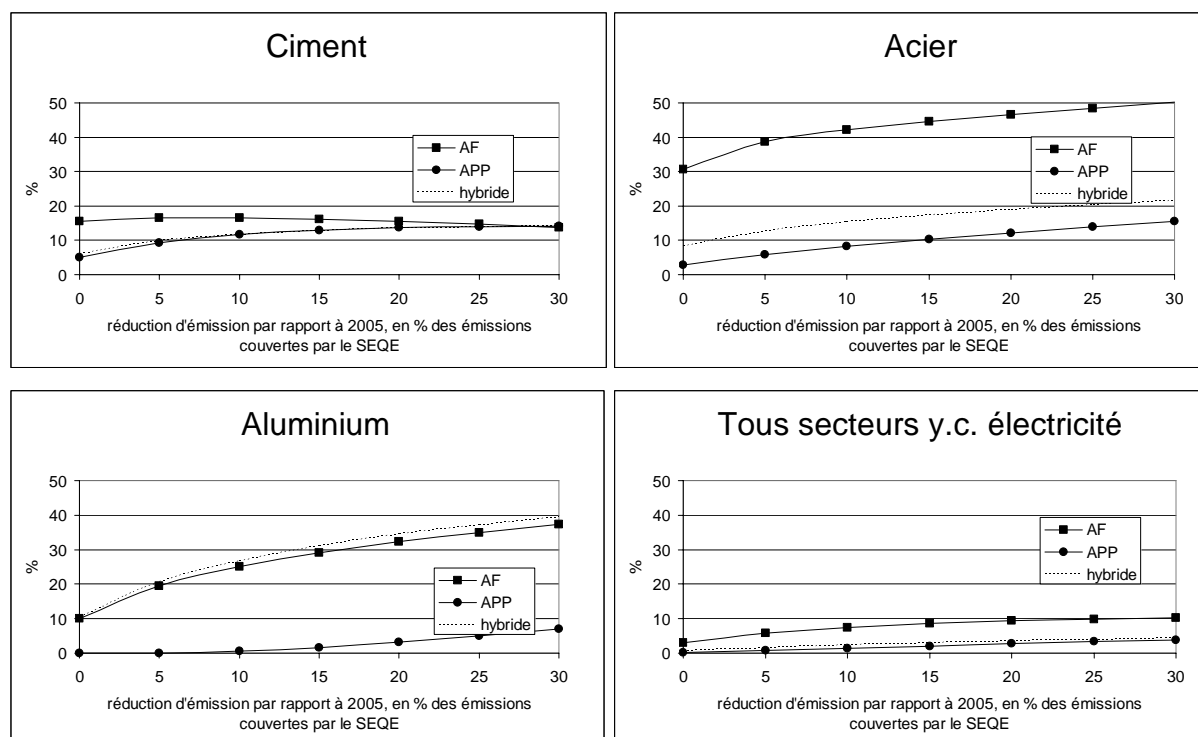 Ciment
50
40
30
20
10
0
%
AF
APP
hybride
0 5 10 15 20 25 30
réduction d'émission par rapport à 2005, en % des émissions
couvertes par le SEQE
Acier
50
40
30
20
10
0
%
AF
APP
hybride
0 5 10 15 20 25 30
réduction d'émission par rapport à 2005, en % des émissions
couvertes par le SEQE
Aluminium
50
40
30
20
10
0
%
AF
APP
hybride
0 5 10 15 20 25 30
réduction d'émission par rapport à 2005, en % des émissions
couvertes par le SEQE
Tous secteurs y.c. électricité
50
40
30
20
10
0
%
AF
APP
hybride
0 5 10 15 20 25 30
réduction d'émission par rapport à 2005, en % des émissions
couvertes par le SEQE